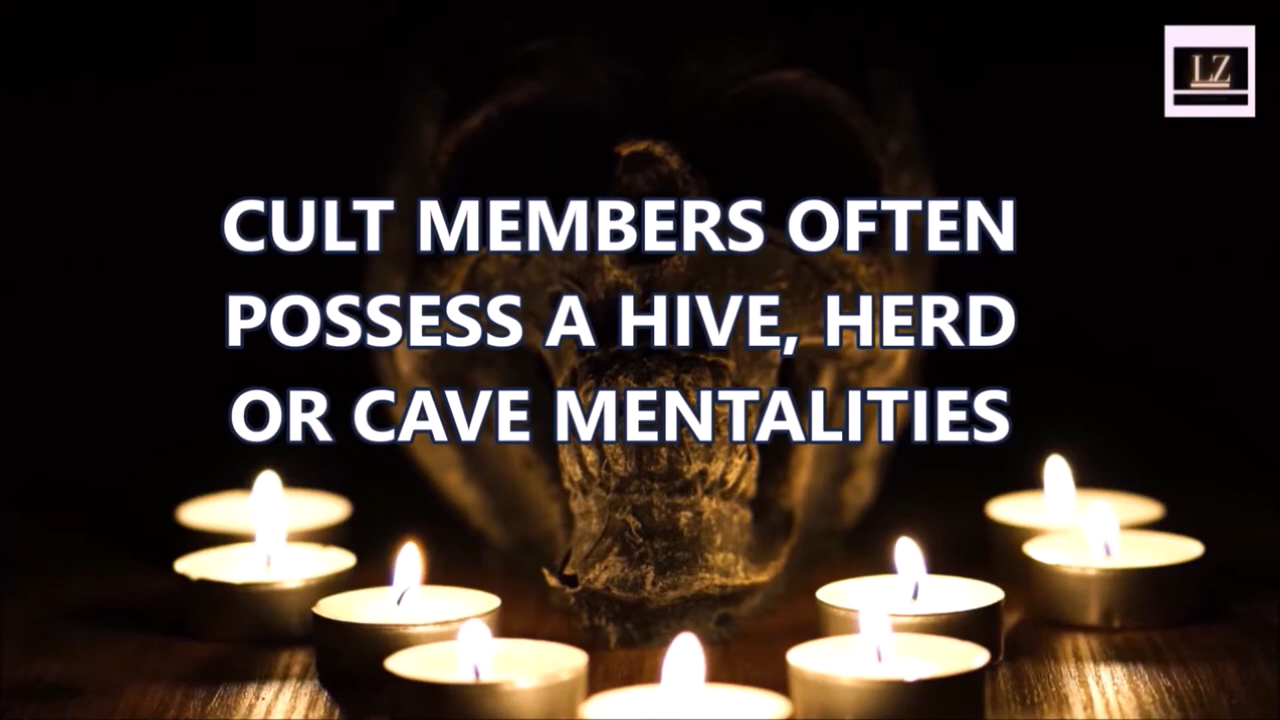 LZ
CULT MEMBERS OFTEN
POSSESS A HIVE, HERD
OR CAVE MENTALITIES